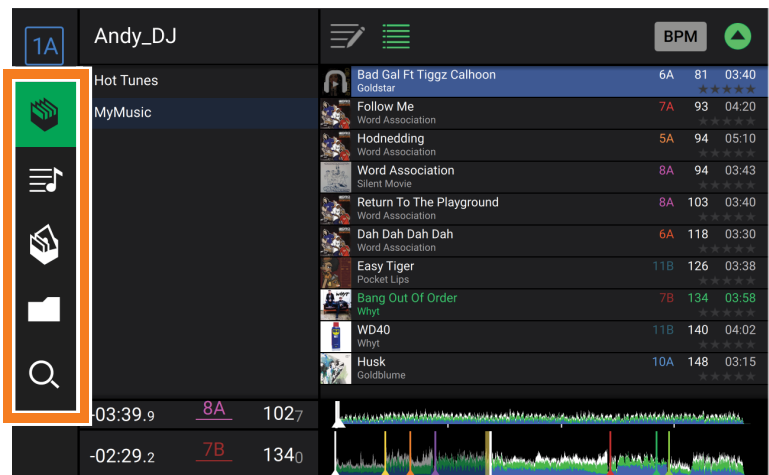 1A
Andy_DJ
BPM
Hot Tunes
MyMusic
Bad Gal Ft Tiggz Calhoon 6A 81 03:40
Goldstar
Follow Me 7A 93 04:20
Word Association
Hodnedding 5A 94 05:10
Word Association
Word Association 8A 94 03:43
Silent Movie
Return To The Playground 8A 103 03:40
Word Association
Dah Dah Dah Dah 6A 118 03:30
Word Association
Easy Tiger 11B 126 03:38
Pocket Lips
Bang Out Of Order 7B 134 03:58
Whyt
WD40 11B 140 04:02
Whyt
Husk 10A 148 03:15
Goldblume
-03:39.9 8A 1027
-02:29.2 7B 1340